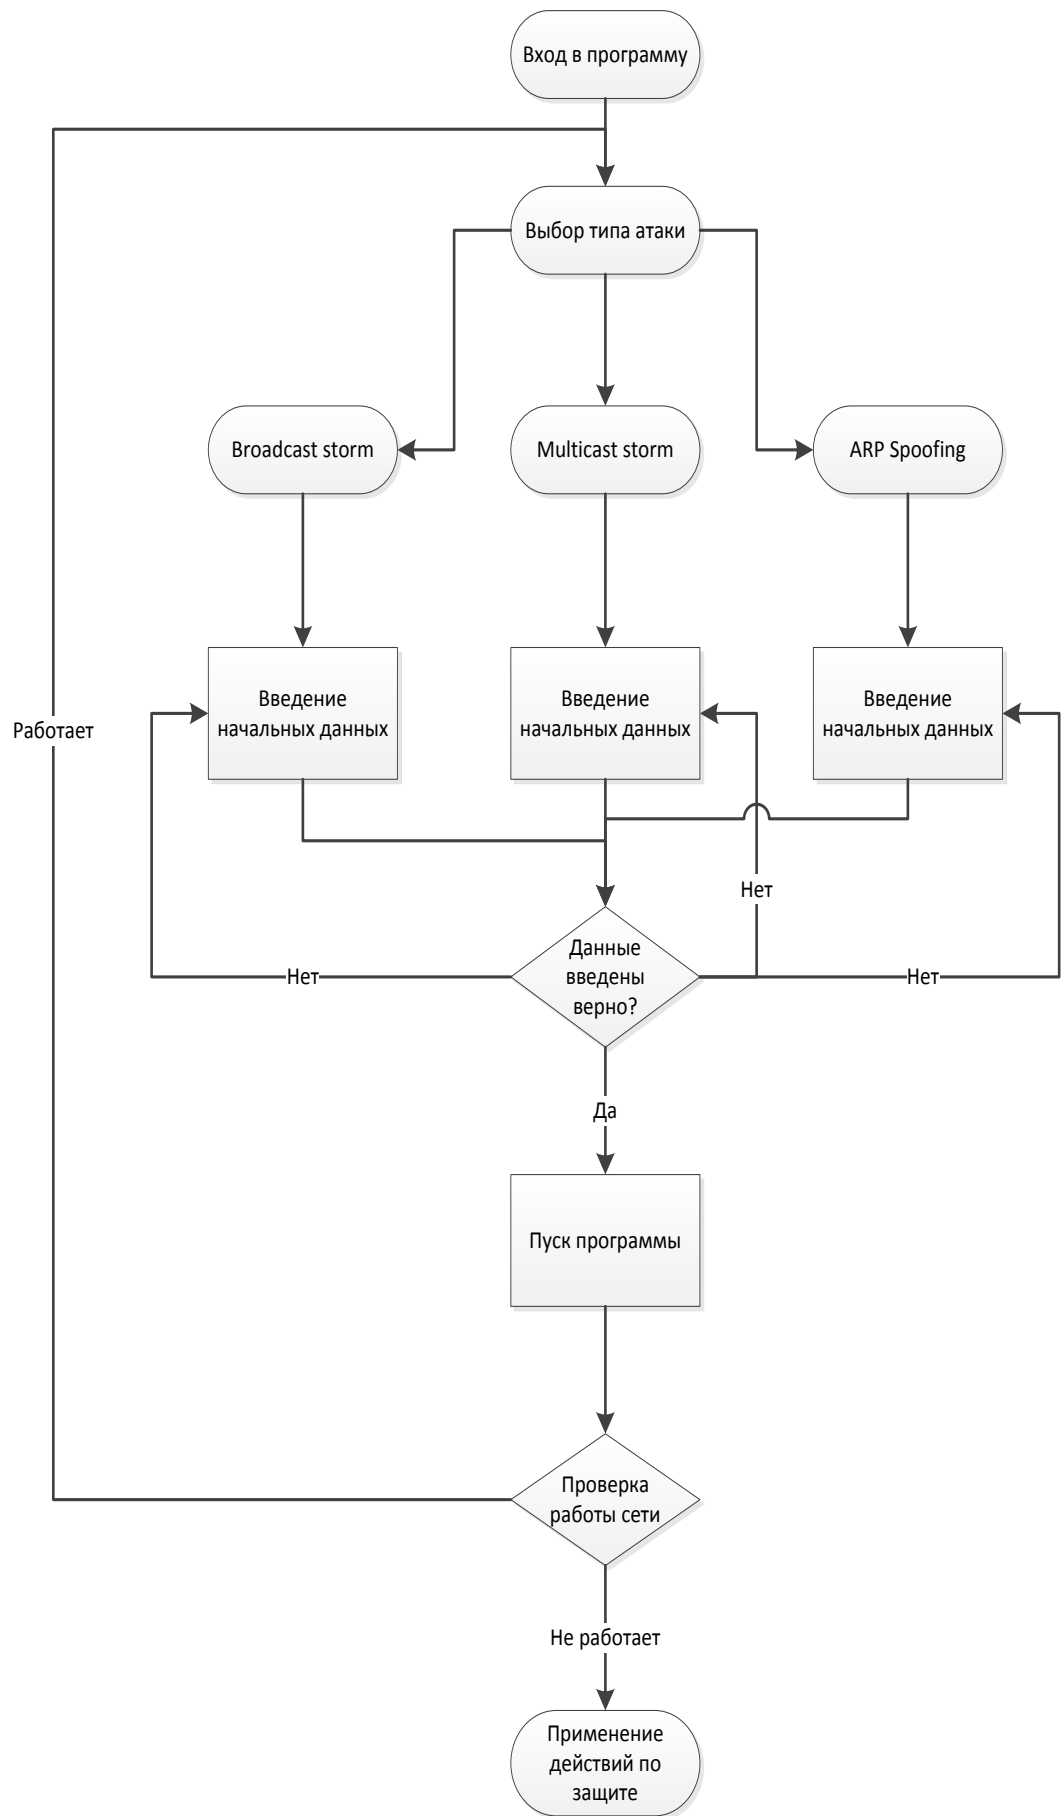 Вход в программу
Выбор типа атаки
Broadcast storm
Multicast storm
ARP Spoofing
Введение
начальных данных
Введение
начальных данных
Введение
начальных данных
Работает
Нет
Данные
введены
верно?
Нет
Нет
Да
Пуск программы
Проверка
работы сети
Не работает
Применение
действий по
защите